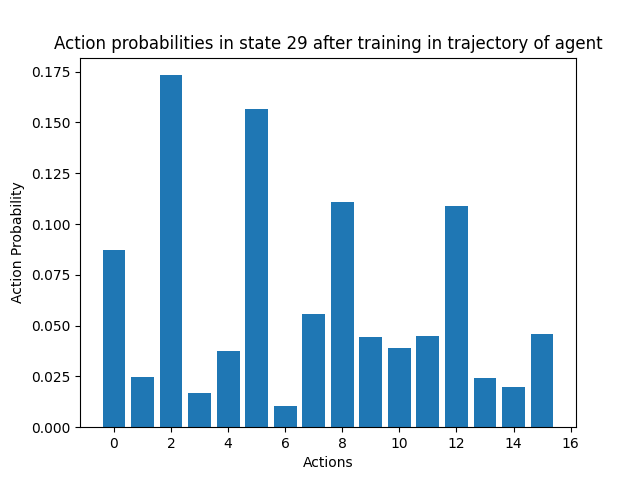 Action probabilities in state 29 after training in trajectory of agent
0.175
0.150
0.125
0.100
0.075
0.050
0.025
0.000
Action Probability
0 2 4 6 8 10 12 14 16
Actions